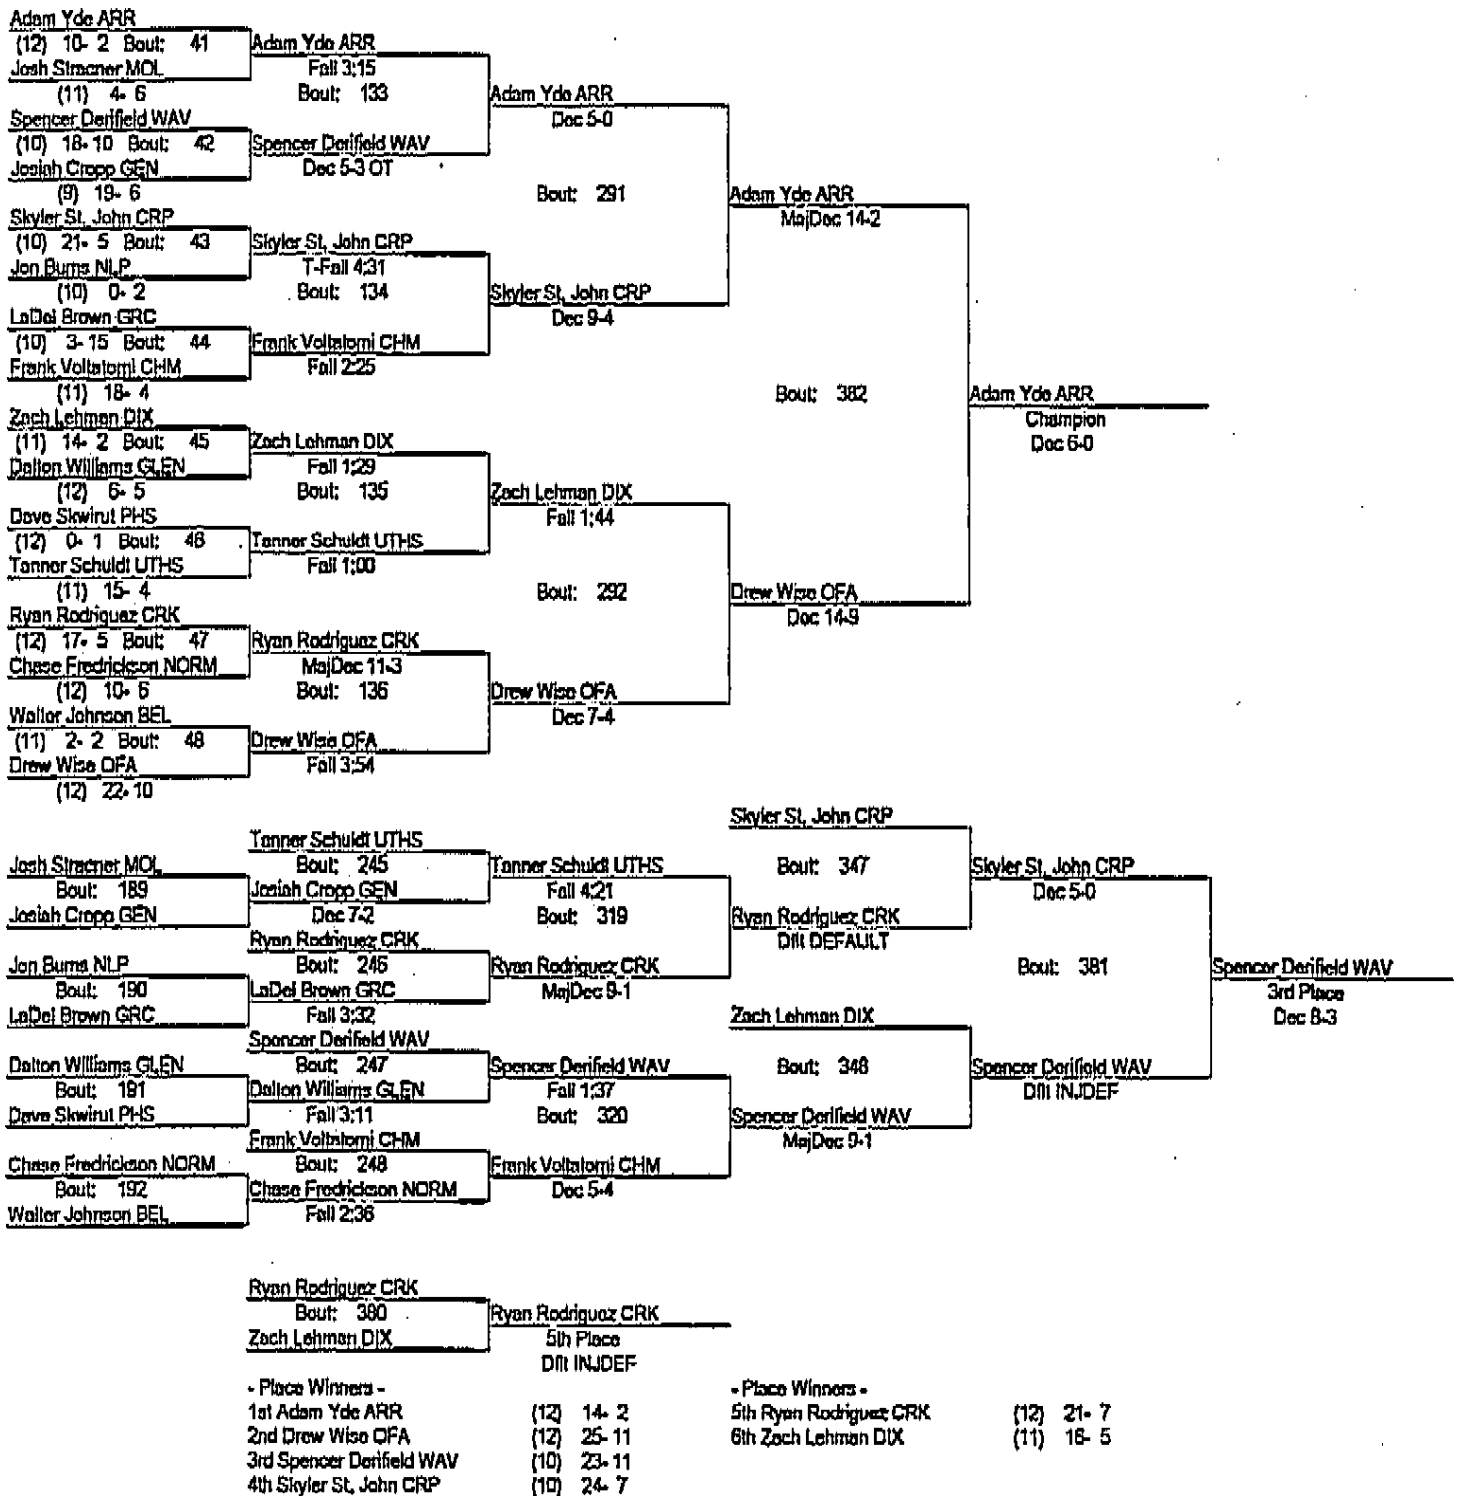 Adam Yde ARR
(12) 10- 2 Bout: 41
Josh Stracner MOL
(11) 4- 6
Spencer Derifield WAV
(10) 18- 10 Bout: 42
Josiah Cropp GEN
(9) 19- 6
Skyler St. John CRP
(10) 21- 5 Bout: 43
Jon Burns NLP
(10) 0- 2
LaDel Brown GRC
(10) 3- 15 Bout: 44
Frank Voltatorni CHM
(11) 18- 4
Zach Lehman DIX
(11) 14- 2 Bout: 45
Dalton Williams GLEN
(12) 6- 5
Dave Skwirut PHS
(12) 0- 1 Bout: 46
Tanner Schuldt UTHS
(11) 15- 4
Ryan Rodriguez CRK
(12) 17- 5 Bout: 47
Chase Fredrickson NORM
(12) 10- 6
Walter Johnson BEL
(11) 2- 2 Bout: 48
Drew Wise OFA
(12) 22- 10
Adam Yde ARR
Fall 3:15
Bout: 133
Spencer Derifield WAV
Dec 5-3 OT
Skyler St. John CRP
T-Fall 4:31
Bout: 134
Frank Voltatorni CHM
Fall 2:25
Zach Lehman DIX
Fall 1:29
Bout: 135
Tanner Schuldt UTHS
Fall 1:00
Ryan Rodriguez CRK
MajDec 11-3
Bout: 136
Drew Wise OFA
Fall 3:54
Adam Yde ARR
Dec 5-0
Bout: 291
Skyler St. John CRP
Dec 9-4
Zach Lehman DIX
Fall 1:44
Bout: 292
Drew Wise OFA
Dec 7-4
Adam Yde ARR
MajDec 14-2
Bout: 382
Drew Wise OFA
Dec 14-9
Adam Yde ARR
Champion
Dec 6-0
Josh Stracner MOL
Bout: 189
Josiah Cropp GEN
Jon Burns NLP
Bout: 190
LaDel Brown GRC
Dalton Williams GLEN
Bout: 191
Dave Skwirut PHS
Chase Fredrickson NORM
Bout: 192
Walter Johnson BEL
Tanner Schuldt UTHS
Bout: 245
Josiah Cropp GEN
Dec 7-2
Ryan Rodriguez CRK
Bout: 246
LaDel Brown GRC
Fall 3:32
Spencer Derifield WAV
Bout: 247
Dalton Williams GLEN
Fall 3:11
Frank Voltatorni CHM
Bout: 248
Chase Fredrickson NORM
Fall 2:36
Tanner Schuldt UTHS
Fall 4:21
Bout: 319
Ryan Rodriguez CRK
MajDec 9-1
Spencer Derifield WAV
Fall 1:37
Bout: 320
Frank Voltatorni CHM
Dec 5-4
Skyler St. John CRP
Bout: 347
Ryan Rodriguez CRK
Dflt DEFAULT
Zach Lehman DIX
Bout: 348
Spencer Derifield WAV
MajDec 9-1
Skyler St. John CRP
Dec 5-0
Bout: 381
Spencer Derifield WAV
Dflt INJDEF
Spencer Derifield WAV
3rd Place
Dec 8-3
Ryan Rodriguez CRK
Bout: 380
Zach Lehman DIX
Ryan Rodriguez CRK
5th Place
Dflt INJDEF
- Place Winners -
1st Adam Yde ARR (12) 14- 2
2nd Drew Wise OFA (12) 25- 11
3rd Spencer Derifield WAV (10) 23- 11
4th Skyler St. John CRP (10) 24- 7
- Place Winners -
5th Ryan Rodriguez CRK (12) 21- 7
6th Zach Lehman DIX (11) 16- 5